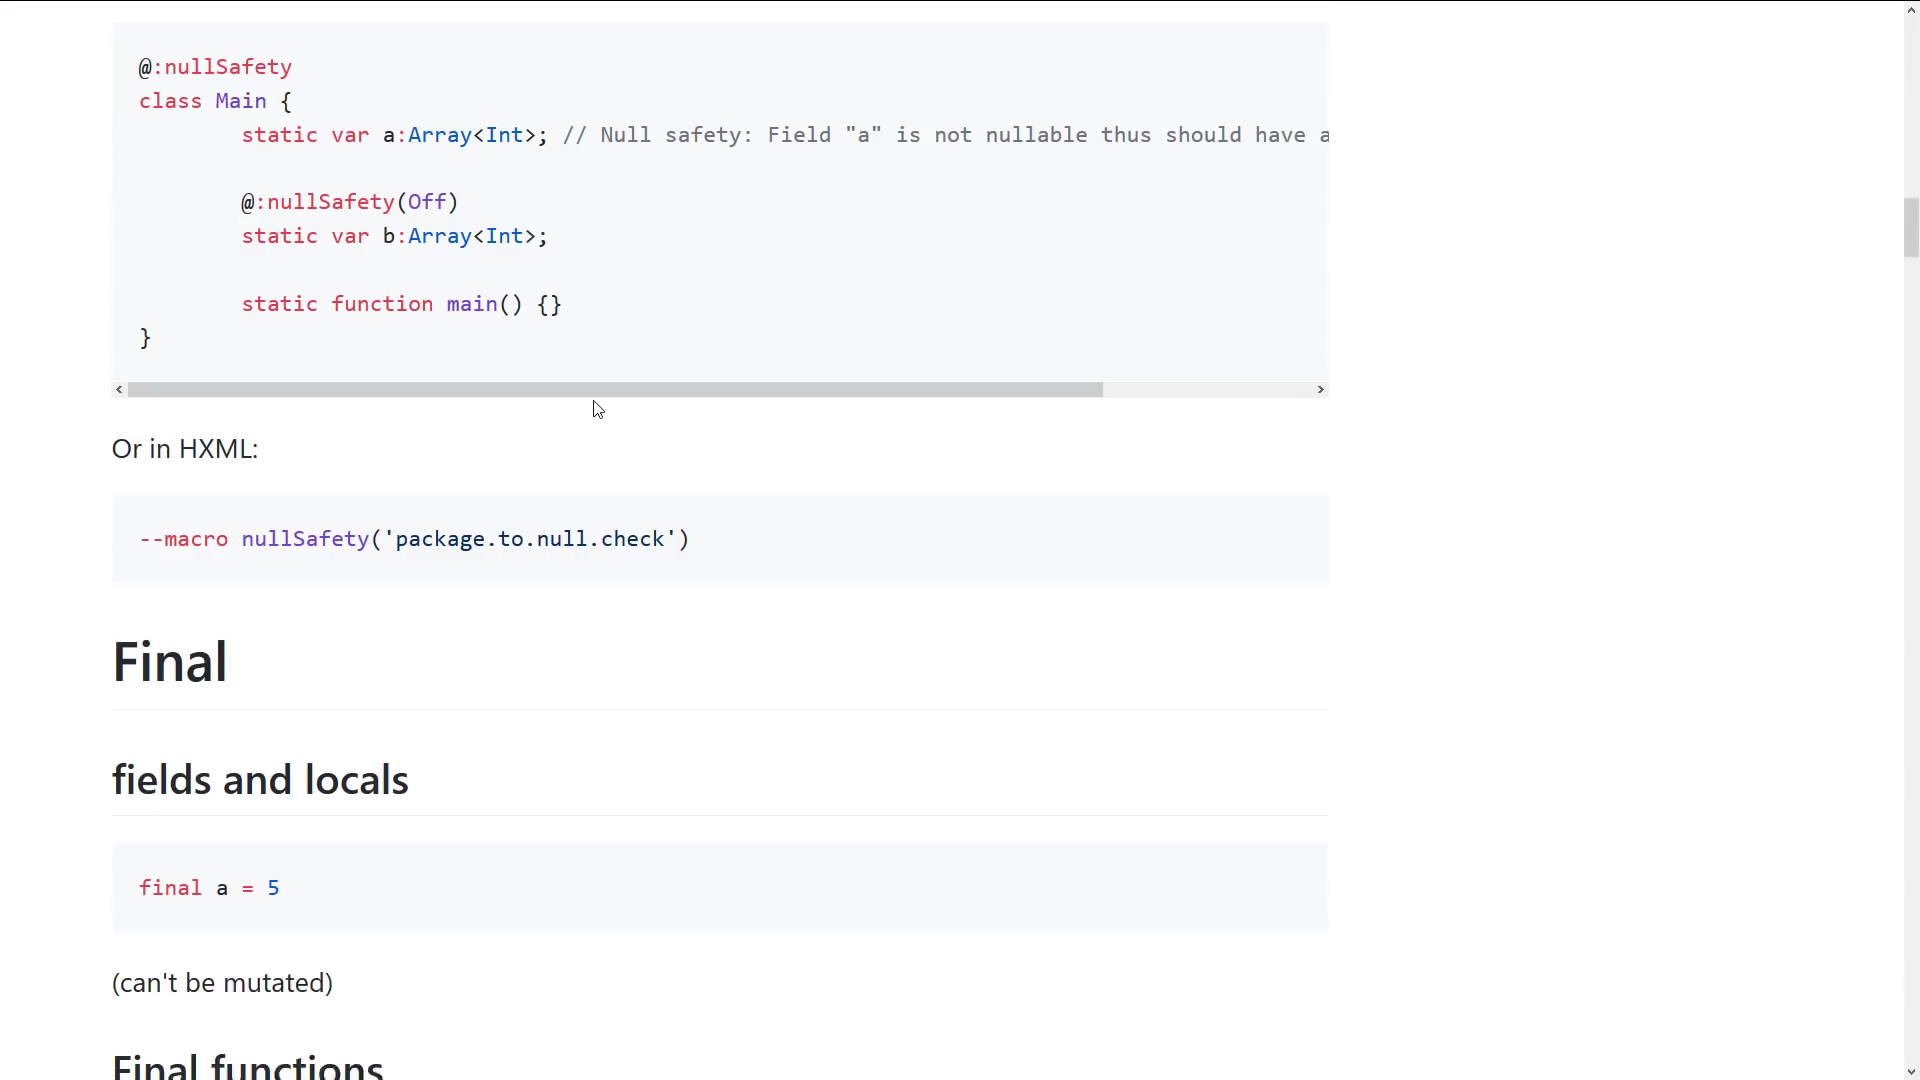 @:nullSafety
class Main {
static var a:Array<Int>; // Null safety: Field "a" is not nullable thus should have a
@:nullSafety(Off)
static var b:Array<Int>;
static function main() {}
}
Or in HXML:
--macro nullSafety('package.to.null.check')
Final
fields and locals
final a = 5
(can't be mutated)
Final functions